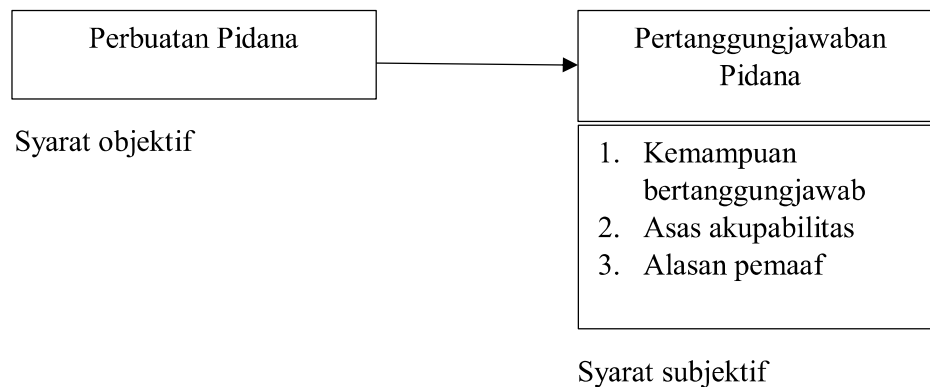 Perbuatan Pidana
Syarat objektif
Pertanggungjawaban
Pidana
1. Kemampuan
bertanggungjawab
2. Asas akupabilitas
3. Alasan pemaaf
Syarat subjektif